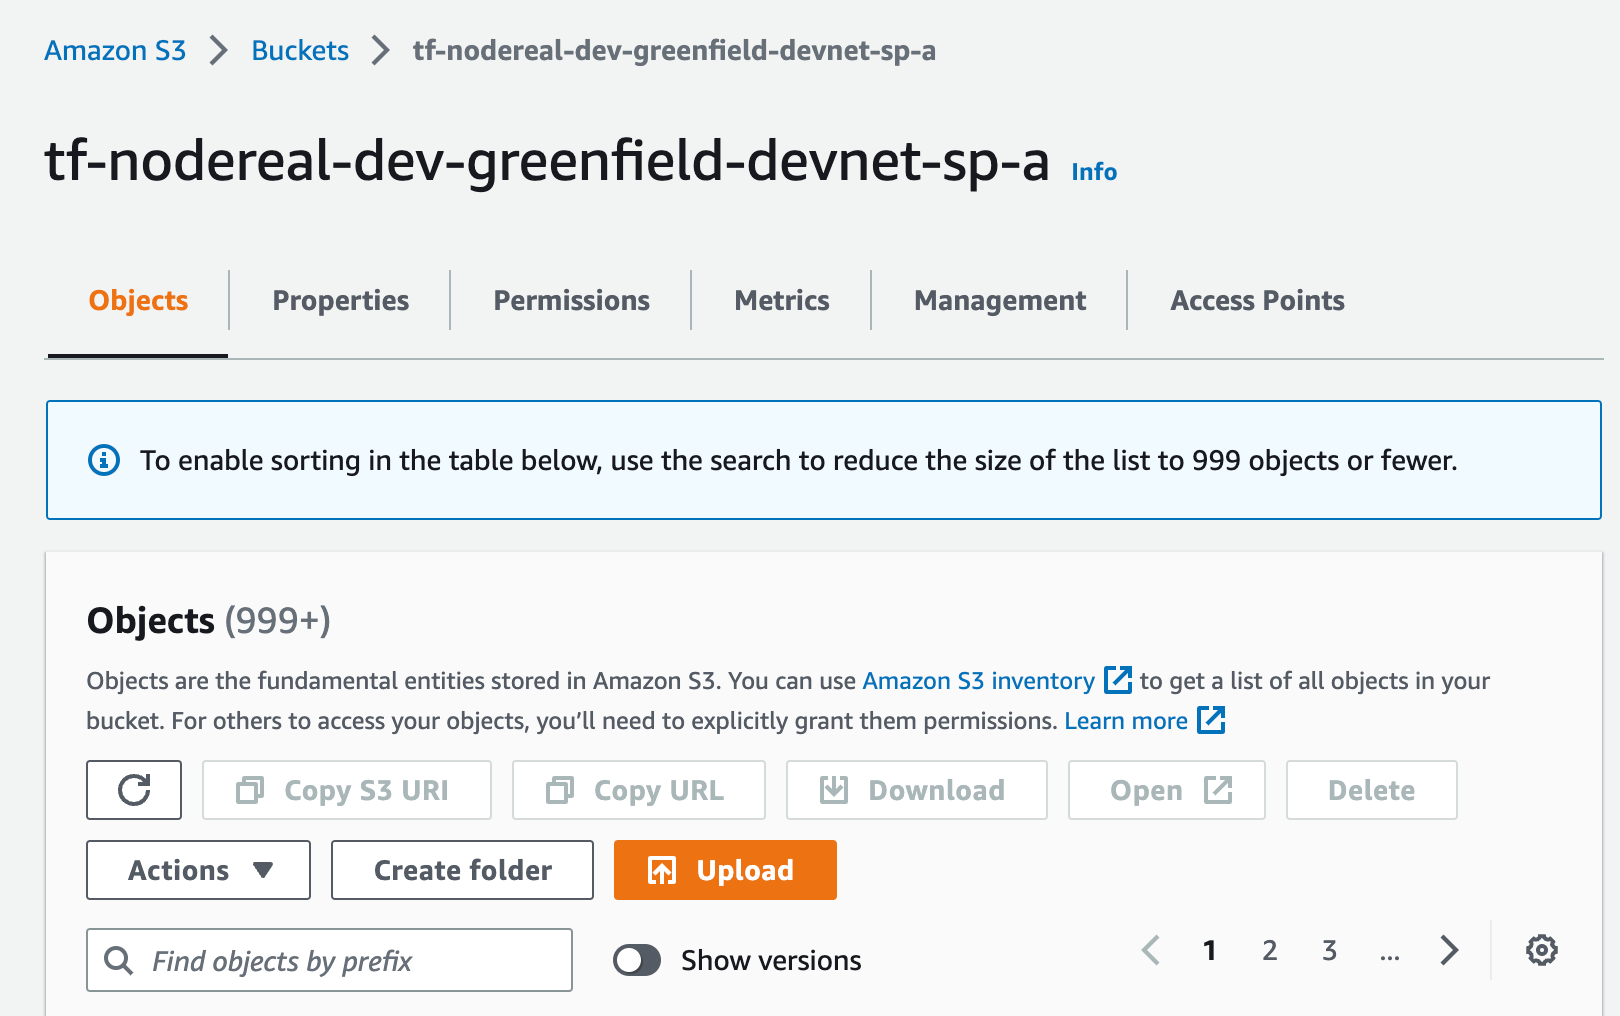 Amazon S3 > Buckets > tf-nodereal-dev-greenfield-devnet-sp-a
tf-nodereal-dev-greenfield-devnet-sp-a Info
Objects Properties Permissions Metrics Management Access Points
To enable sorting in the table below, use the search to reduce the size of the list to 999 objects or fewer.
Objects (999+)
Objects are the fundamental entities stored in Amazon S3. You can use Amazon S3 inventory to get a list of all objects in your
bucket. For others to access your objects, you’ll need to explicitly grant them permissions. Learn more
Copy S3 URI Copy URL Download Open Delete
Actions Create folder Upload
Find objects by prefix Show versions 1 2 3 ...